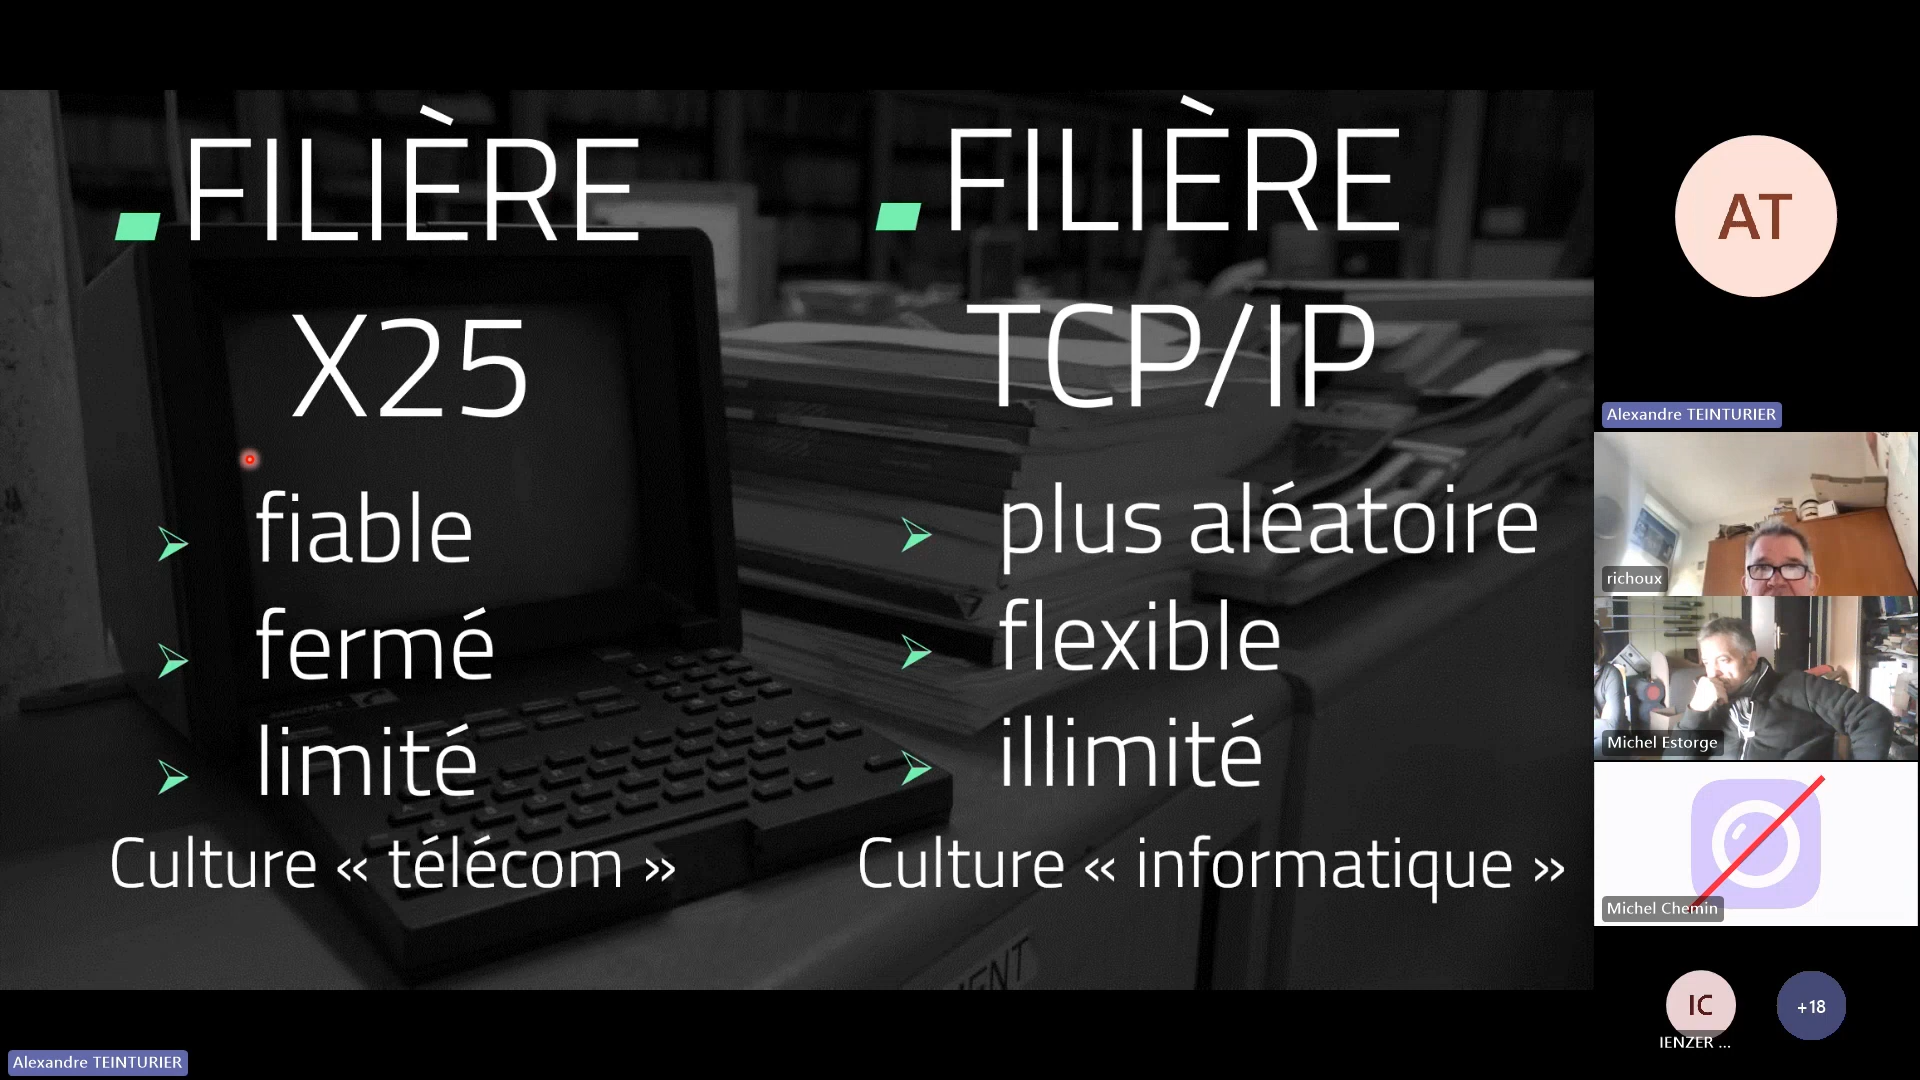 FILIÈRE
X25
fiable
fermé
limité
Culture « télécom »
FILIÈRE
TCP/IP
plus aléatoire
flexible
illimité
Culture « informatique »
AT
Alexandre TEINTURIER
richoux
Michel Estorge
Michel Chemin
IC
IENZER ...
+18
Alexandre TEINTURIER